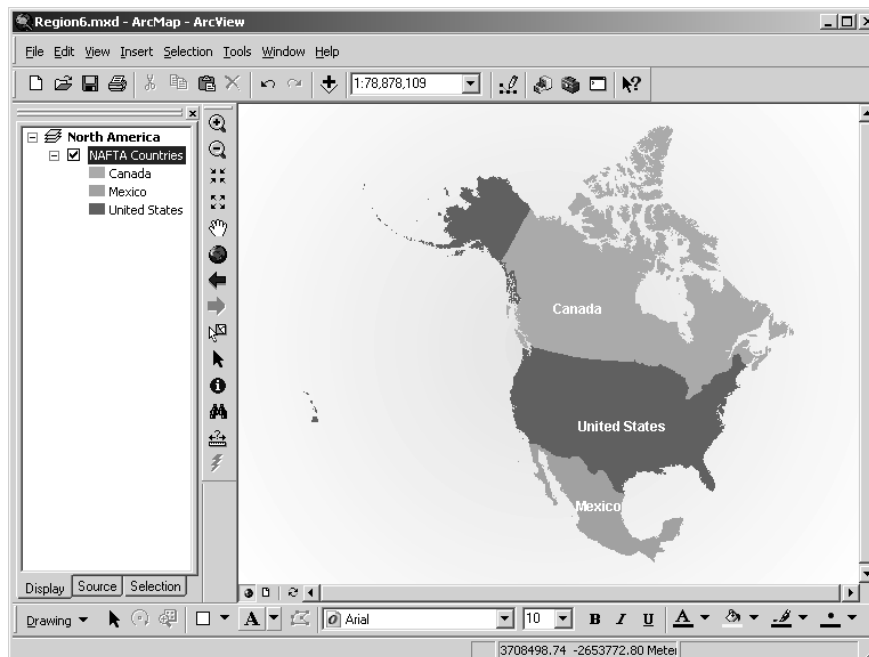 Region6.mxd - ArcMap - ArcView
File Edit View Insert Selection Tools Window Help
1:78,878,109
North America
NAFTA Countries
Canada
Mexico
United States
Canada
United States
Mexico
Display Source Selection
Drawing A Arial 10 B I U A
3708498.74 -2653772.80 Meter